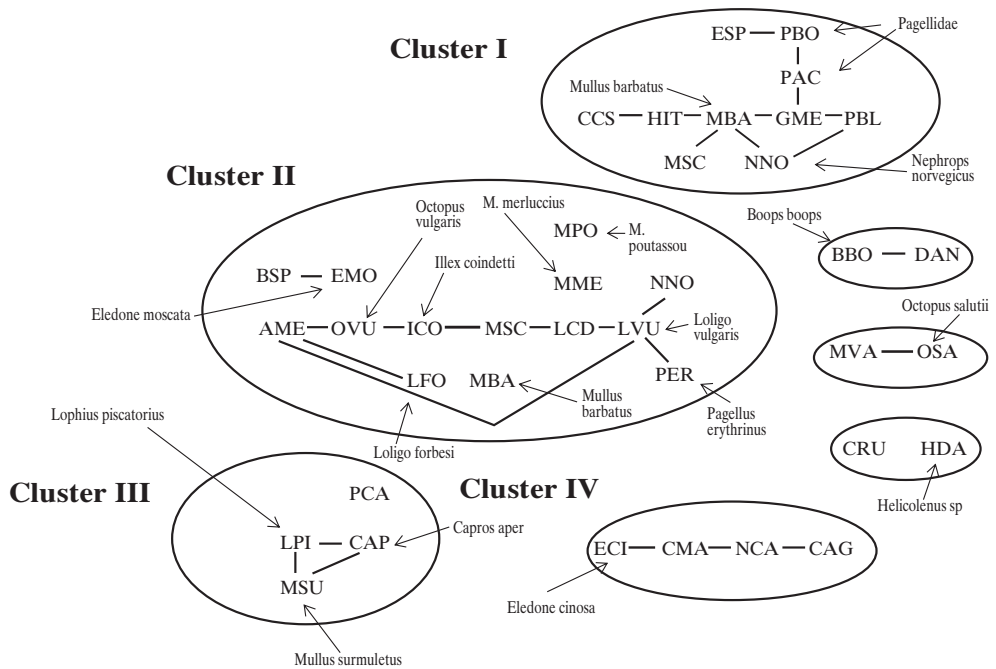 Cluster I
ESP PBO
Pagellidae
PAC
Mullus barbatus
CCS HIT MBA GME PBL
MSC NNO
Nephrops
norvegicus
Cluster II
Octopus
vulgaris
M. merluccius
MPO
M.
poutassou
Illex coindetti
BSP EMO
MME
NNO
Eledone moscata
AME OVU ICO MSC LCD LVU
Loligo
vulgaris
LFO MBA PER
Mullus
barbatus
Pagellus
erythrinus
Loligo forbesi
Boops boops
BBO DAN
Octopus salutii
MVA OSA
CRU HDA
Helicolenus sp
Lophius piscatorius
Cluster III
PCA
LPI CAP
Capros aper
MSU
Mullus surmuletus
Cluster IV
ECI CMA NCA CAG
Eledone cinosa